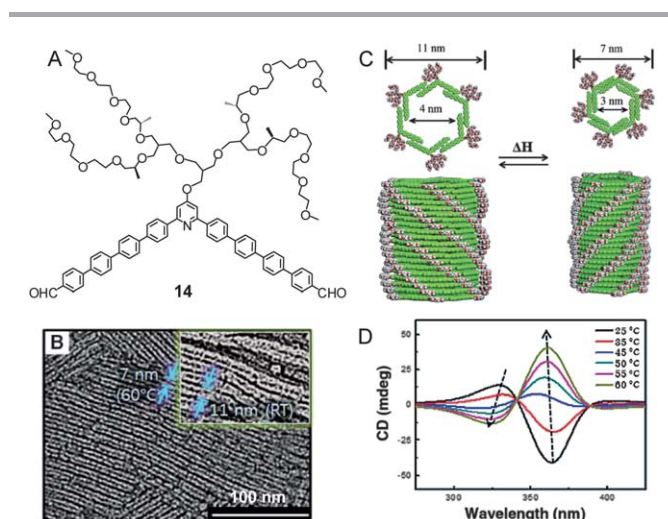 A
14
OHC
CHO
N
B
7 nm
(60°C)
11 nm (RT)
100 nm
C
11 nm
7 nm
4 nm
3 nm
ΔH
D
CD (mdeg)
50
25
0
-25
-50
25 °C
35 °C
45 °C
50 °C
55 °C
60 °C
300
350
400
Wavelength (nm)